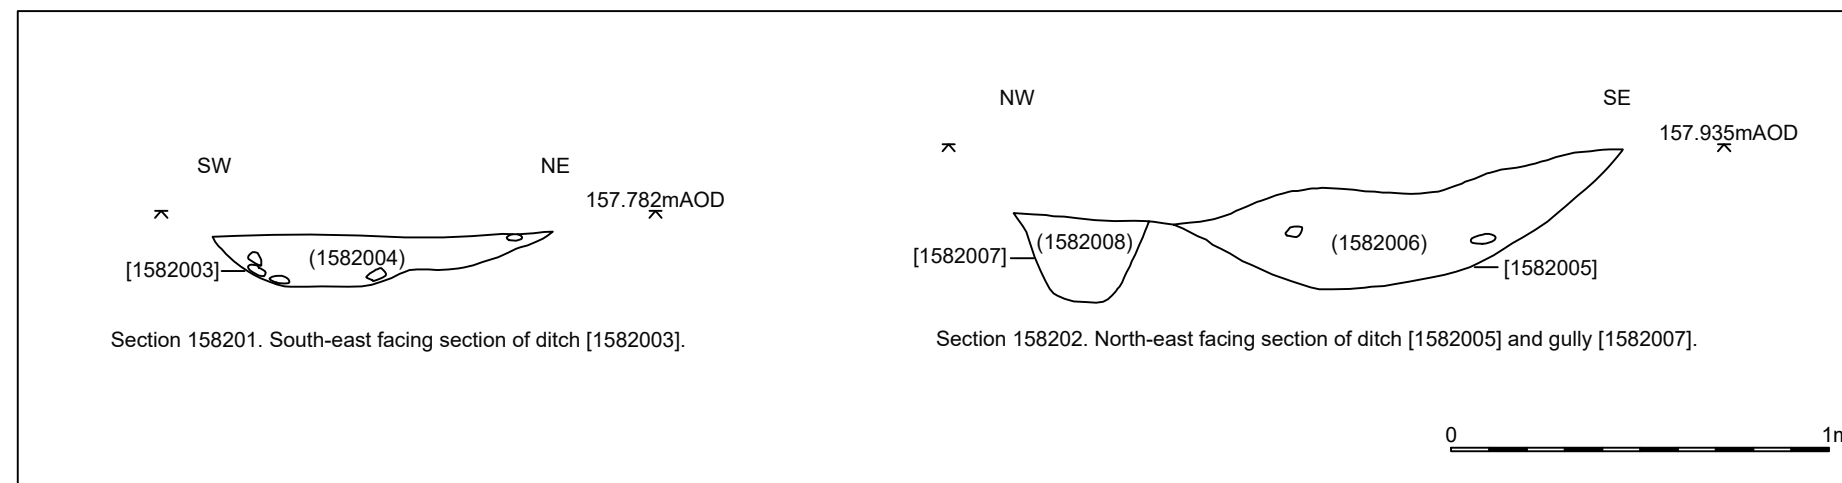 SW
NE
157.782mAOD
(1582004)
[1582003]
Section 158201. South-east facing section of ditch [1582003].
NW
SE
157.935mAOD
(1582008)
(1582006)
[1582007]
[1582005]
Section 158202. North-east facing section of ditch [1582005] and gully [1582007].
0
1m